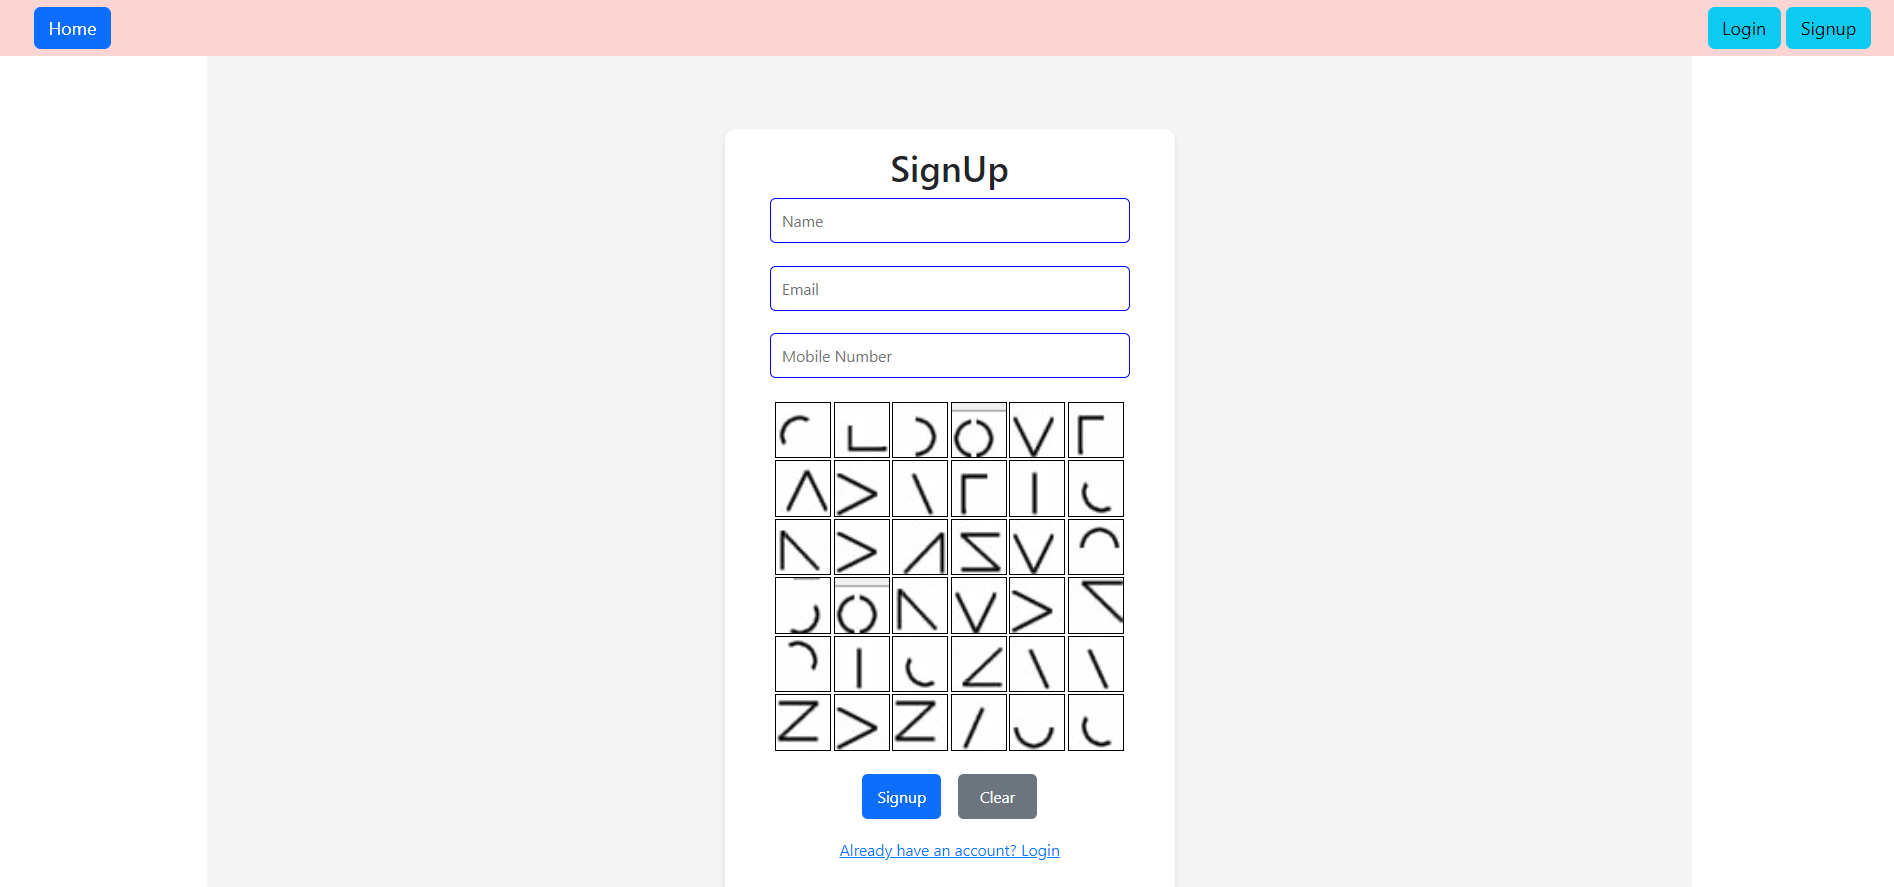 Home
Login Signup
SignUp
Name
Email
Mobile Number
Signup Clear
Already have an account? Login